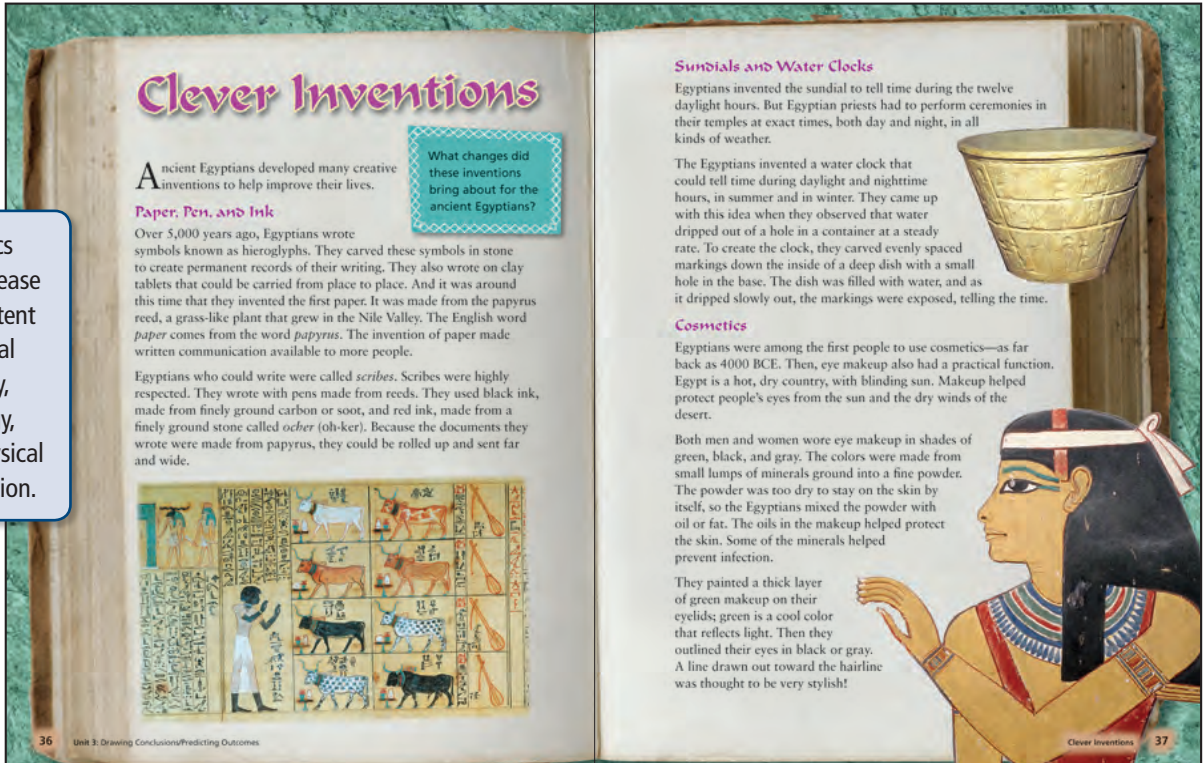 Clever Inventions
Ancient Egyptians developed many creative
inventions to help improve their lives.
What changes did
these inventions
bring about for the
ancient Egyptians?
Paper, Pen, and Ink
Over 5,000 years ago, Egyptians wrote
symbols known as hieroglyphs. They carved these symbols in stone
to create permanent records of their writing. They also wrote on clay
tablets that could be carried from place to place. And it was around
this time that they invented the first paper. It was made from the papyrus
reed, a grass-like plant that grew in the Nile Valley. The English word
paper comes from the word papyrus. The invention of paper made
written communication available to more people.
Egyptians who could write were called scribes. Scribes were highly
respected. They wrote with pens made from reeds. They used black ink,
made from finely ground carbon or soot, and red ink, made from a
finely ground stone called ocher (oh-ker). Because the documents they
wrote were made from papyrus, they could be rolled up and sent far
and wide.
cs
ease
tent
al
y,
y,
sical
ion.
36 Unit 3: Drawing Conclusions/Predicting Outcomes
Sundials and Water Clocks
Egyptians invented the sundial to tell time during the twelve
daylight hours. But Egyptian priests had to perform ceremonies in
their temples at exact times, both day and night, in all
kinds of weather.
The Egyptians invented a water clock that
could tell time during daylight and nighttime
hours, in summer and in winter. They came up
with this idea when they observed that water
dripped out of a hole in a container at a steady
rate. To create the clock, they carved evenly spaced
markings down the inside of a deep dish with a small
hole in the base. The dish was filled with water, and as
it dripped slowly out, the markings were exposed, telling the time.
Cosmetics
Egyptians were among the first people to use cosmetics—as far
back as 4000 BCE. Then, eye makeup also had a practical function.
Egypt is a hot, dry country, with blinding sun. Makeup helped
protect people's eyes from the sun and the dry winds of the
desert.
Both men and women wore eye makeup in shades of
green, black, and gray. The colors were made from
small lumps of minerals ground into a fine powder.
The powder was too dry to stay on the skin by
itself, so the Egyptians mixed the powder with
oil or fat. The oils in the makeup helped protect
the skin. Some of the minerals helped
prevent infection.
They painted a thick layer
of green makeup on their
eyelids; green is a cool color
that reflects light. Then they
outlined their eyes in black or gray.
A line drawn out toward the hairline
was thought to be very stylish!
Clever Inventions 37